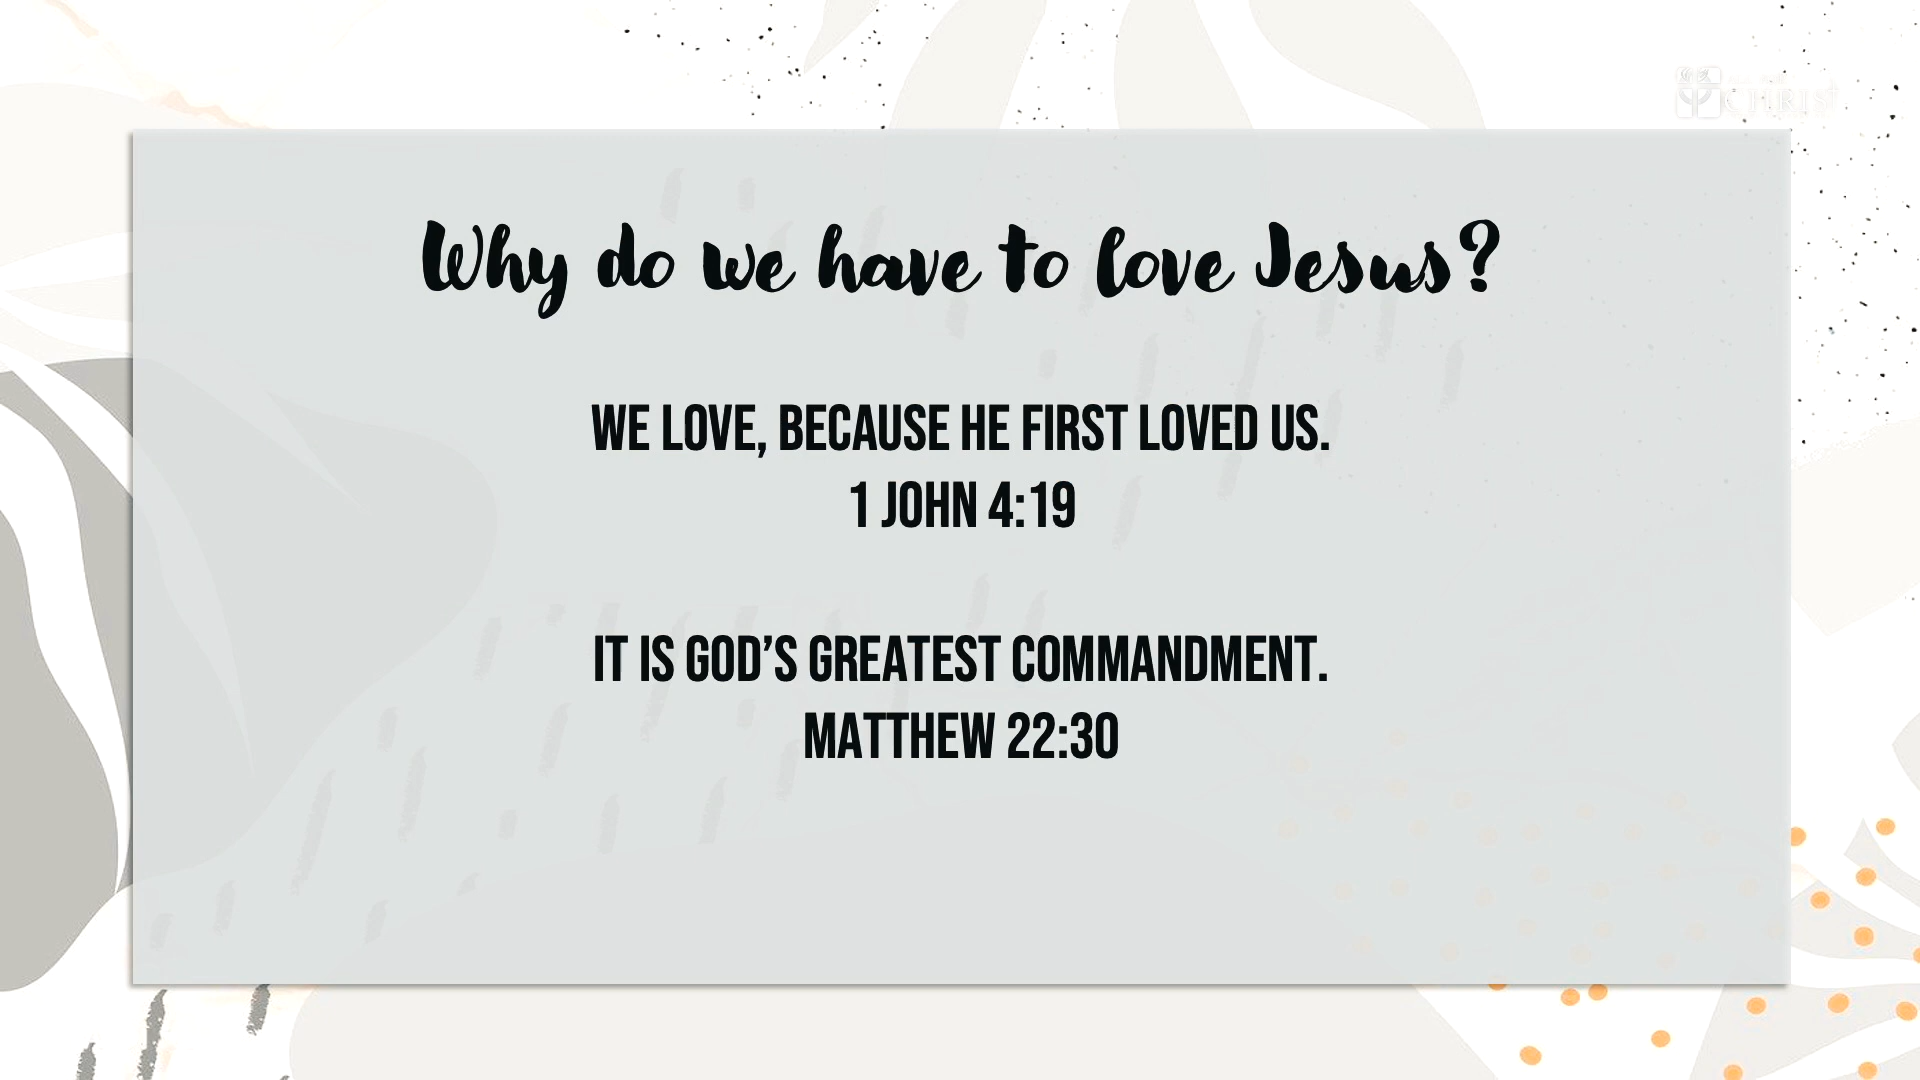 CHRIST
Why do we have to love Jesus?
WE LOVE, BECAUSE HE FIRST LOVED US.
1 JOHN 4:19
IT IS GOD’S GREATEST COMMANDMENT.
MATTHEW 22:30